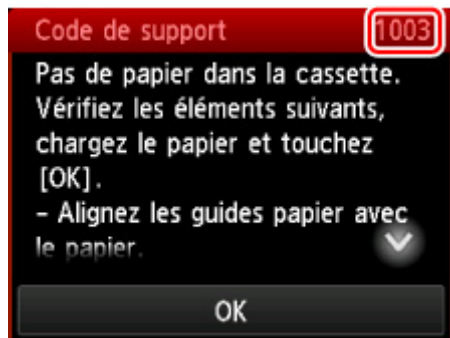 Code de support 1003
Pas de papier dans la cassette.
Vérifiez les éléments suivants,
chargez le papier et touchez
[OK].
- Alignez les guides papier avec
le papier.
OK